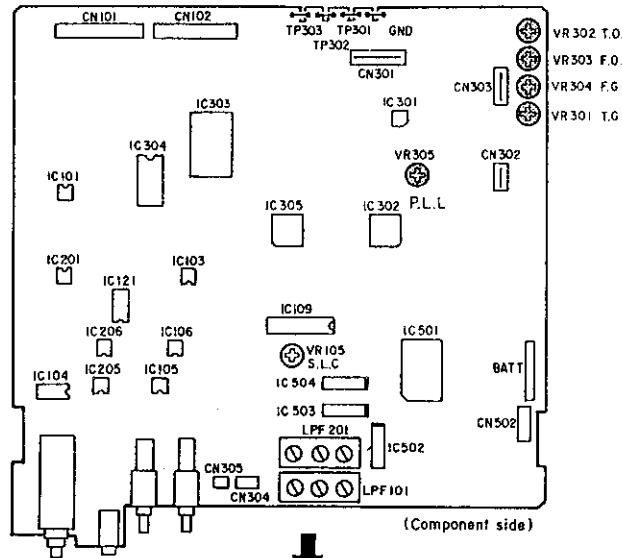 CN101
CN102
TP303
TP301
GND
TP302
CN301
VR302 T.O.
VR303 F.O.
CN303
VR304 F.G
VR301 T.G
IC303
IC301
IC304
VR305
P.L.L
CN302
IC101
IC305
IC302
IC201
IC103
IC121
IC109
IC501
IC206
IC106
VR105
S.L.C
BATT
IC205
IC105
IC104
IC504
IC503
CN502
LPF201
IC502
CN305
CN304
LPF101
(Component side)